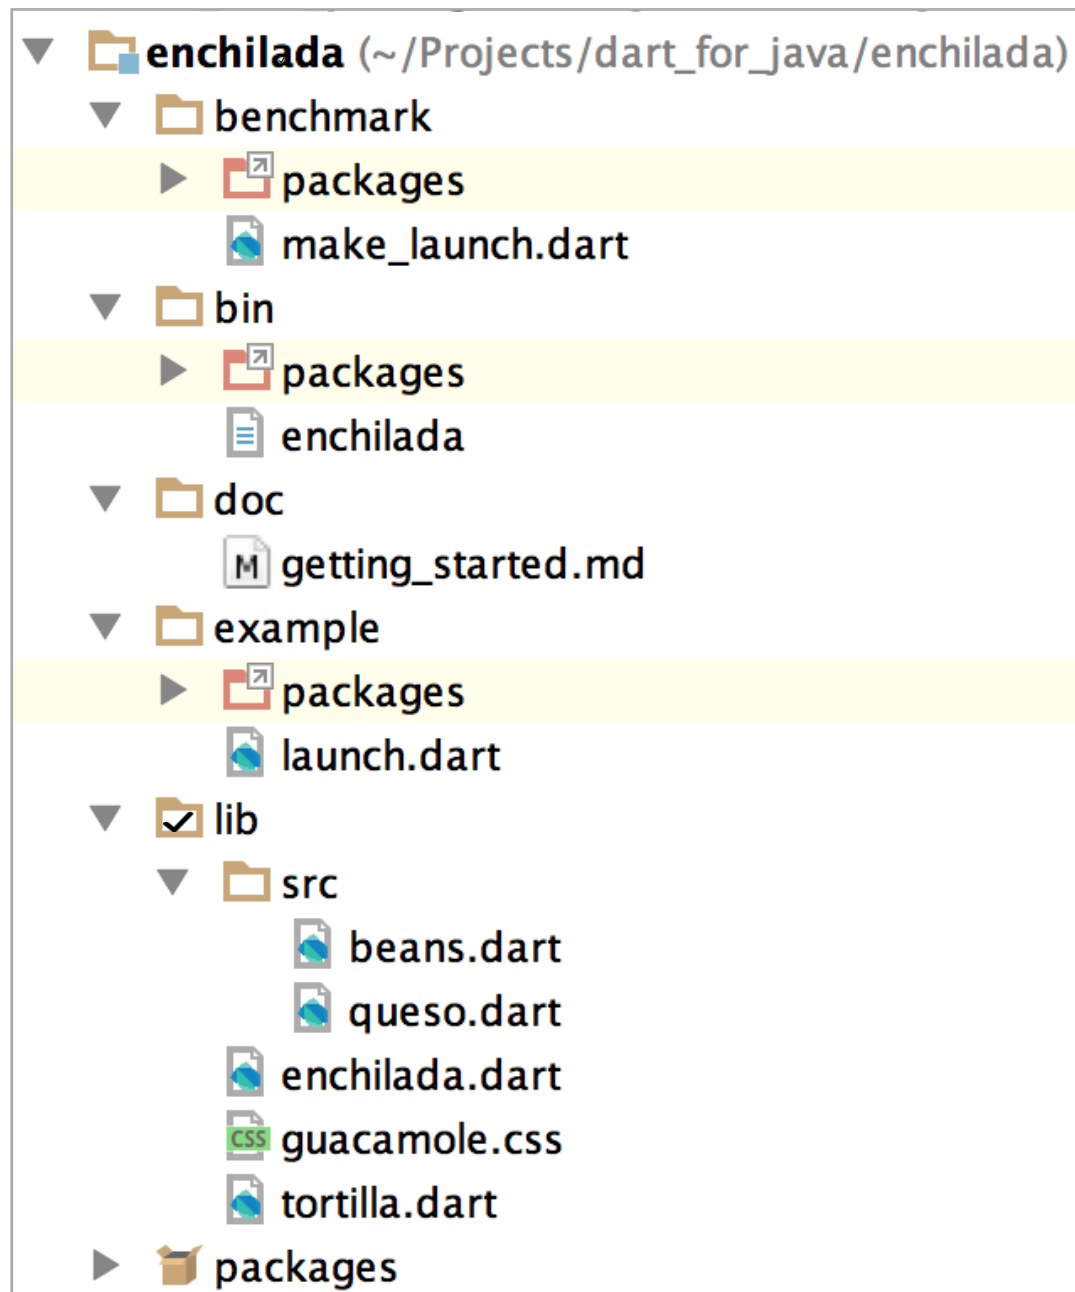 enchilada (~/Projects/dart_for_java/enchilada)
benchmark
packages
make_launch.dart
bin
packages
enchilada
doc
M getting_started.md
example
packages
launch.dart
lib
src
beans.dart
queso.dart
enchilada.dart
CSS guacamole.css
tortilla.dart
packages